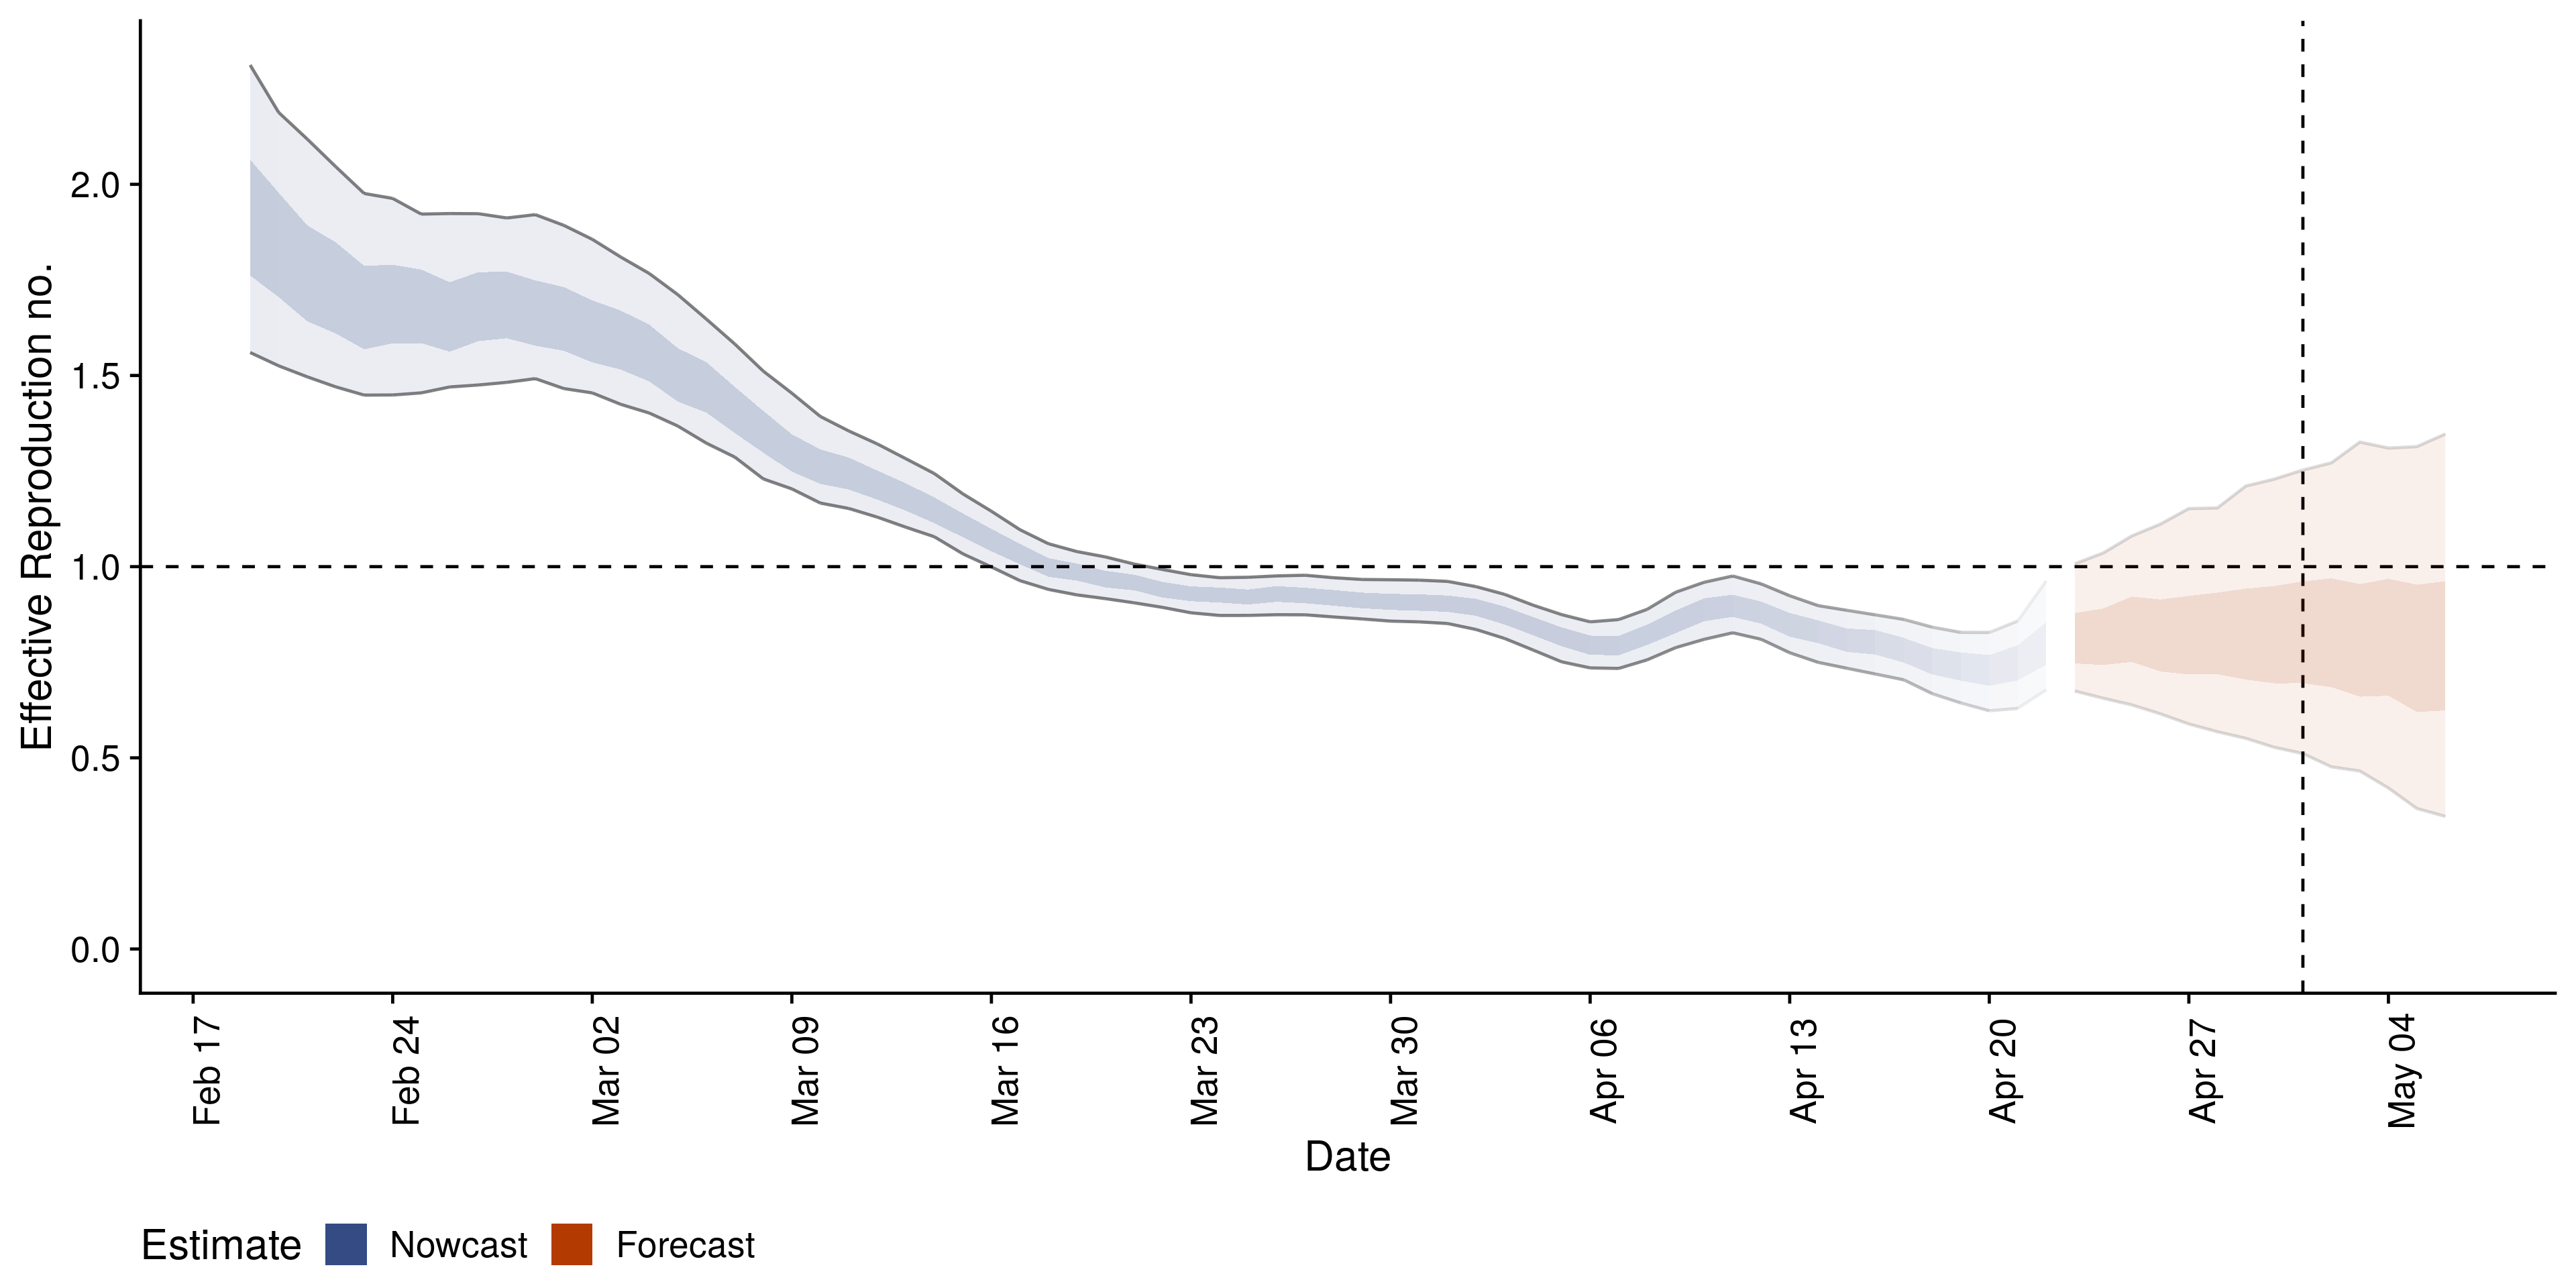 Effective Reproduction no.
2.0
1.5
1.0
0.5
0.0
Feb 17
Feb 24
Mar 02
Mar 09
Mar 16
Mar 23
Mar 30
Apr 06
Apr 13
Apr 20
Apr 27
May 04
Date
Estimate Nowcast Forecast